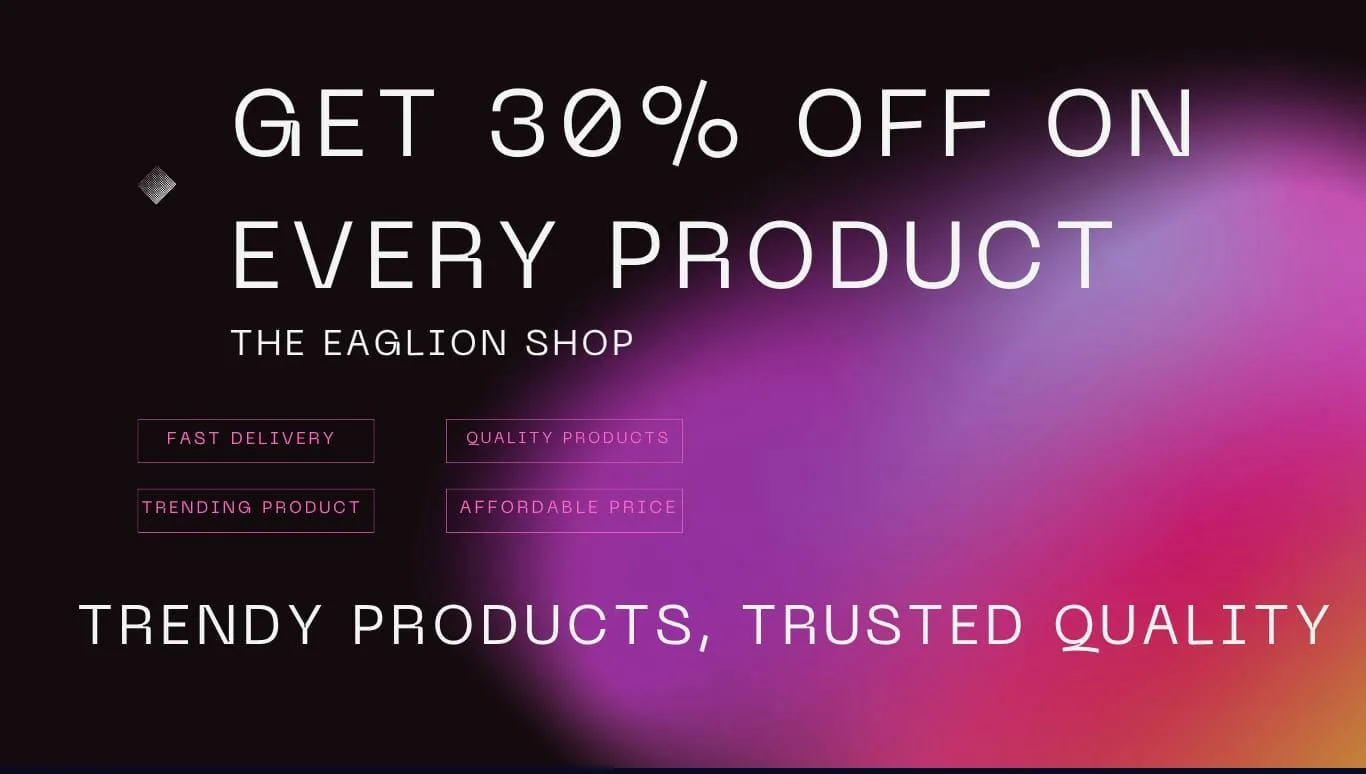 GET 30% OFF ON
EVERY PRODUCT
THE EAGLION SHOP
FAST DELIVERY
QUALITY PRODUCTS
TRENDING PRODUCT
AFFORDABLE PRICE
TRENDY PRODUCTS, TRUSTED QUALITY